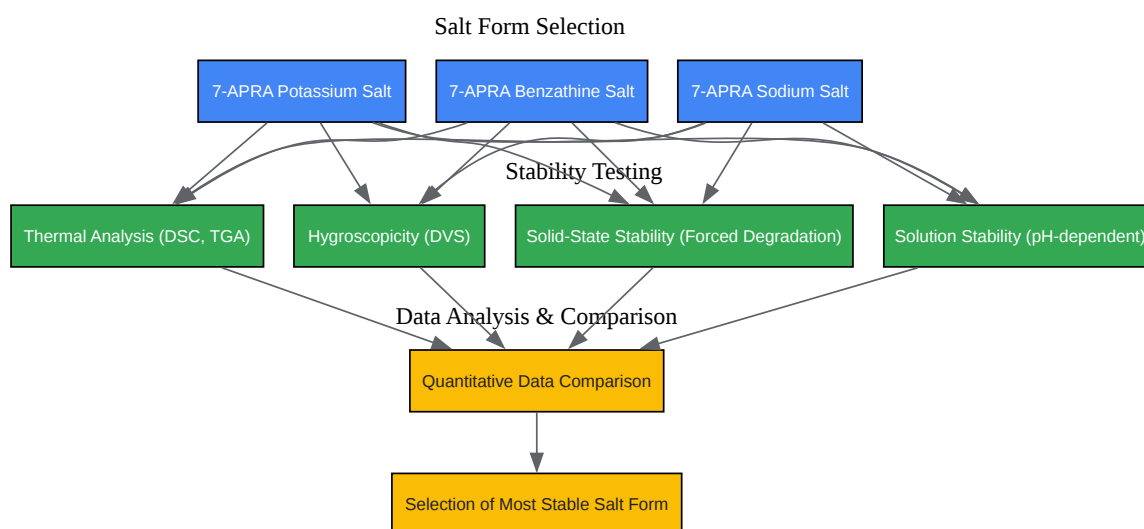 Salt Form Selection
7-APRA Potassium Salt
7-APRA Benzathine Salt
7-APRA Sodium Salt
Stability Testing
Thermal Analysis (DSC, TGA)
Hygroscopicity (DVS)
Solid-State Stability (Forced Degradation)
Solution Stability (pH-dependent)
Data Analysis & Comparison
Quantitative Data Comparison
Selection of Most Stable Salt Form